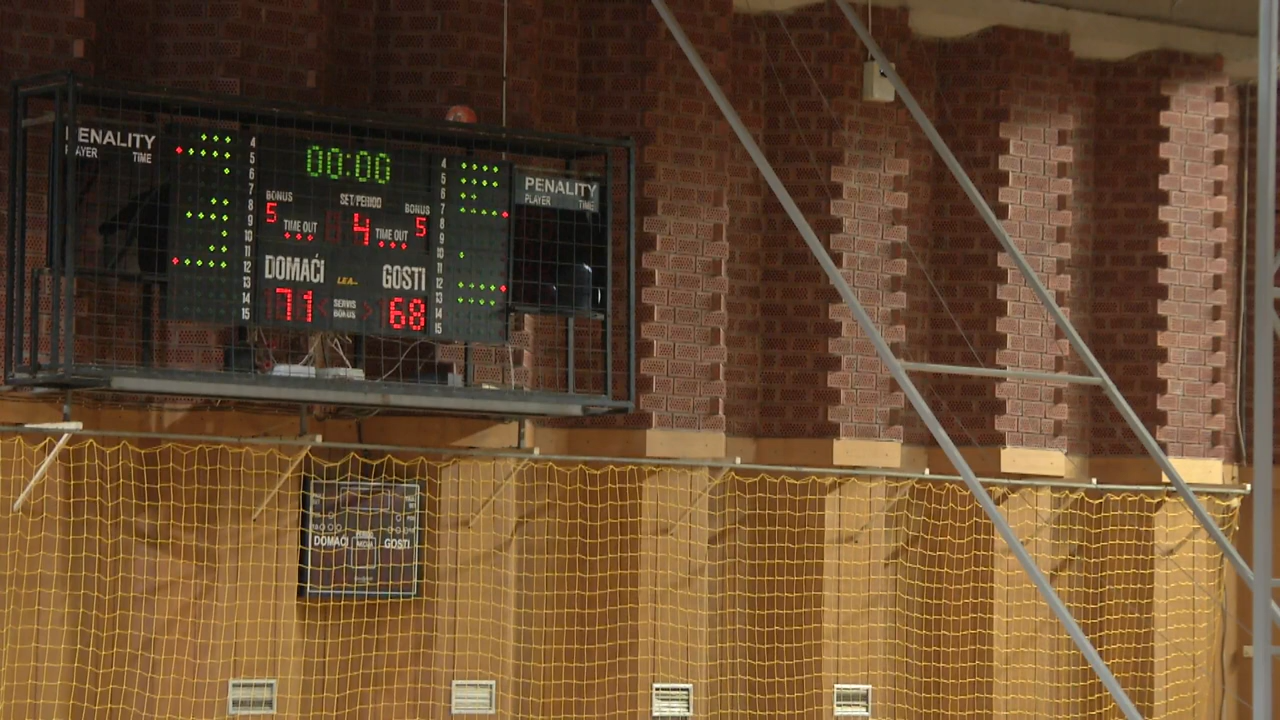 PENALITY
PLAYER TIME
4
5
6
7
8
9
10
11
12
13
14
15
00:00
BONUS SET/PERIOD BONUS
5 4 5
TIME OUT TIME OUT
DOMAĆI LEA GOSTI
71 SERVIS BONUS 68
4
5
6
7
8
9
10
11
12
13
14
15
PENALITY
PLAYER TIME
DOMAĆI GOSTI